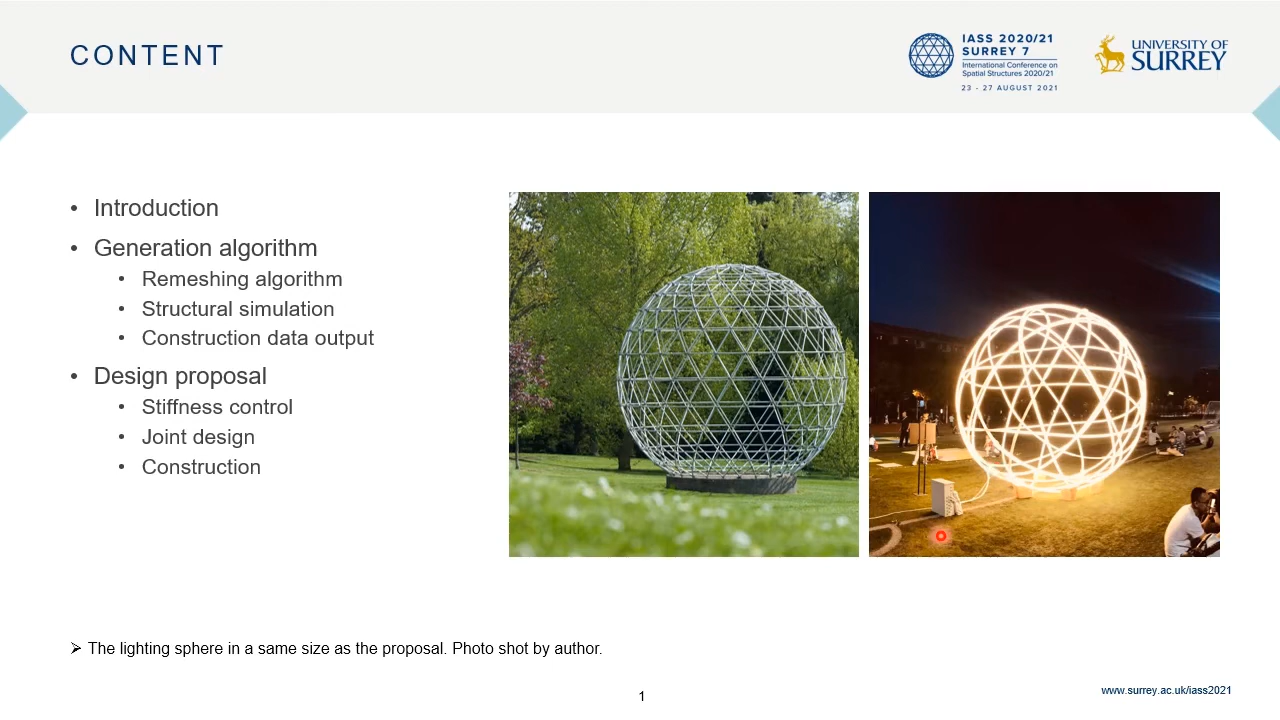 CONTENT
IASS 2020/21
SURREY 7
International Conference on
Spatial Structures 2020/21
23 - 27 AUGUST 2021
UNIVERSITY OF
SURREY
• Introduction
• Generation algorithm
• Remeshing algorithm
• Structural simulation
• Construction data output
• Design proposal
• Stiffness control
• Joint design
• Construction
➢ The lighting sphere in a same size as the proposal. Photo shot by author.
1
www.surrey.ac.uk/iass2021